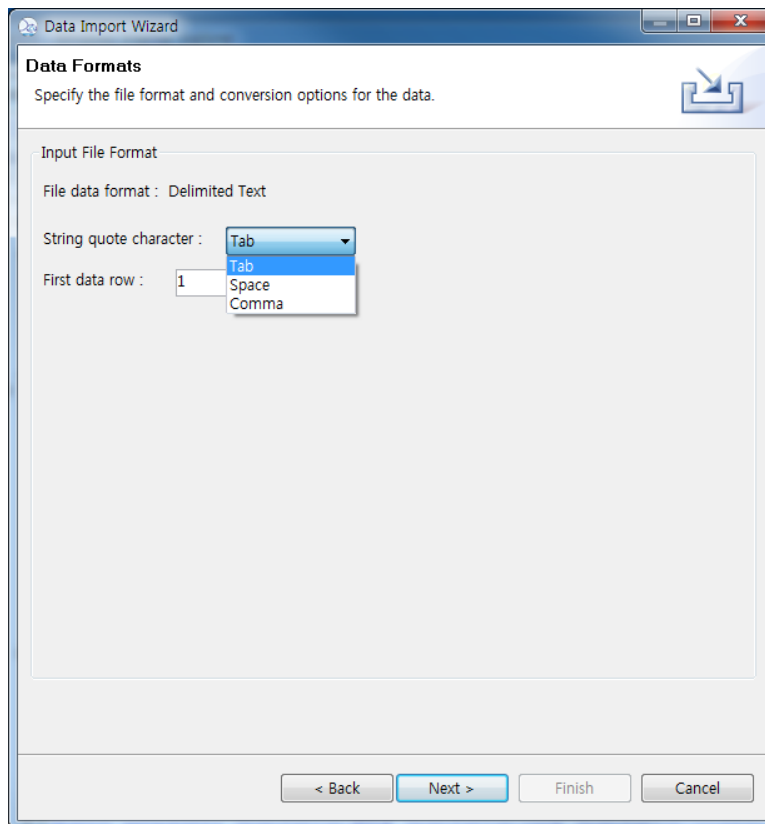 Data Import Wizard
Data Formats
Specify the file format and conversion options for the data.
Input File Format
File data format : Delimited Text
String quote character : Tab
Tab
Space
Comma
First data row : 1
< Back Next > Finish Cancel